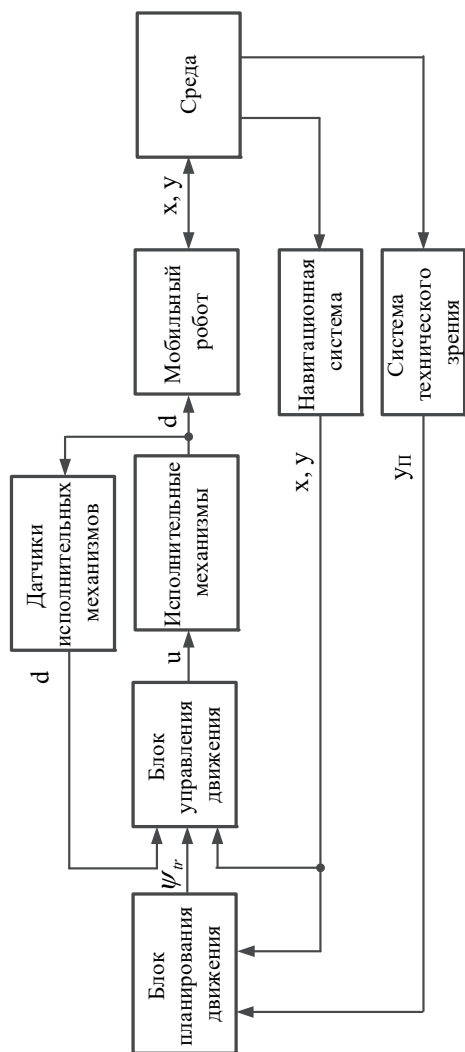 Датчики
исполнительных
механизмов
d
Блок
планирования
движения
ψtr
Блок
управления
движения
u
Исполнительные
механизмы
d
Мобильный
робот
x, y
Среда
x, y
Навигационная
система
yп
Система
технического
зрения